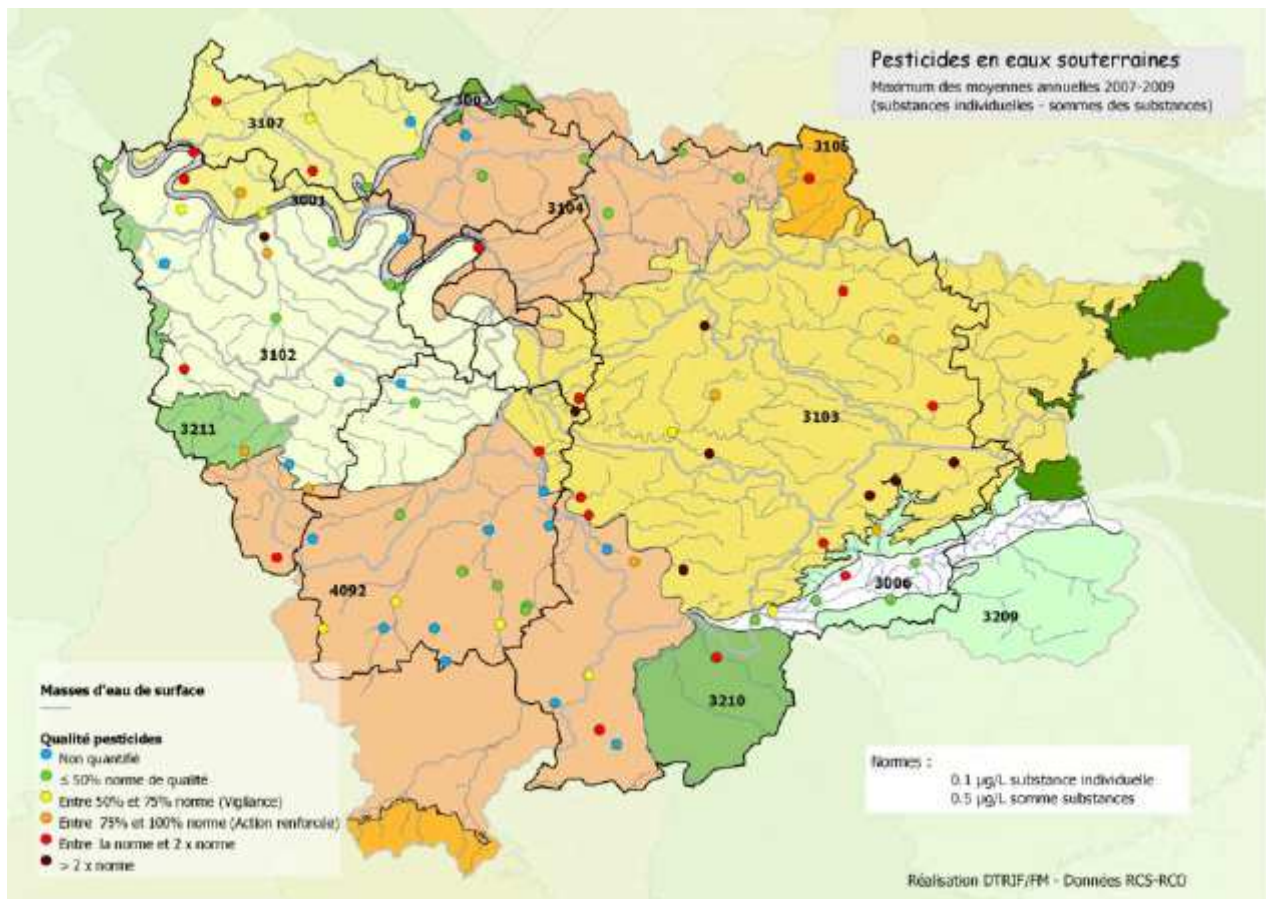 Pesticides en eaux souterraines
Maximum des moyennes annuelles 2007-2009
(substances individuelles - sommes des substances)
3002
3107
3105
3001
3104
3102
3103
3211
4092
3006
3209
3210
Masses d'eau de surface
Qualité pesticides
Non quantifié
≤ 50% norme de qualité
Entre 50% et 75% norme (Vigilance)
Entre 75% et 100% norme (Action renforcée)
Entre la norme et 2 x norme
> 2 x norme
Normes :
0.1 µg/L substance individuelle
0.5 µg/L somme substances
Réalisation DTRIF/FM - Données RCS-RCO